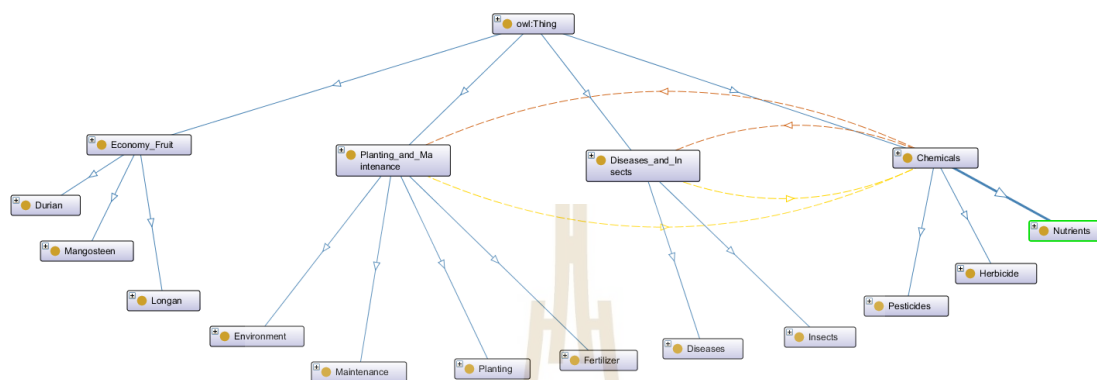 owl:Thing
Economy_Fruit
Planting_and_Ma
intenance
Diseases_and_In
sects
Chemicals
Durian
Mangosteen
Longan
Nutrients
Herbicide
Pesticides
Environment
Maintenance
Planting
Fertilizer
Diseases
Insects